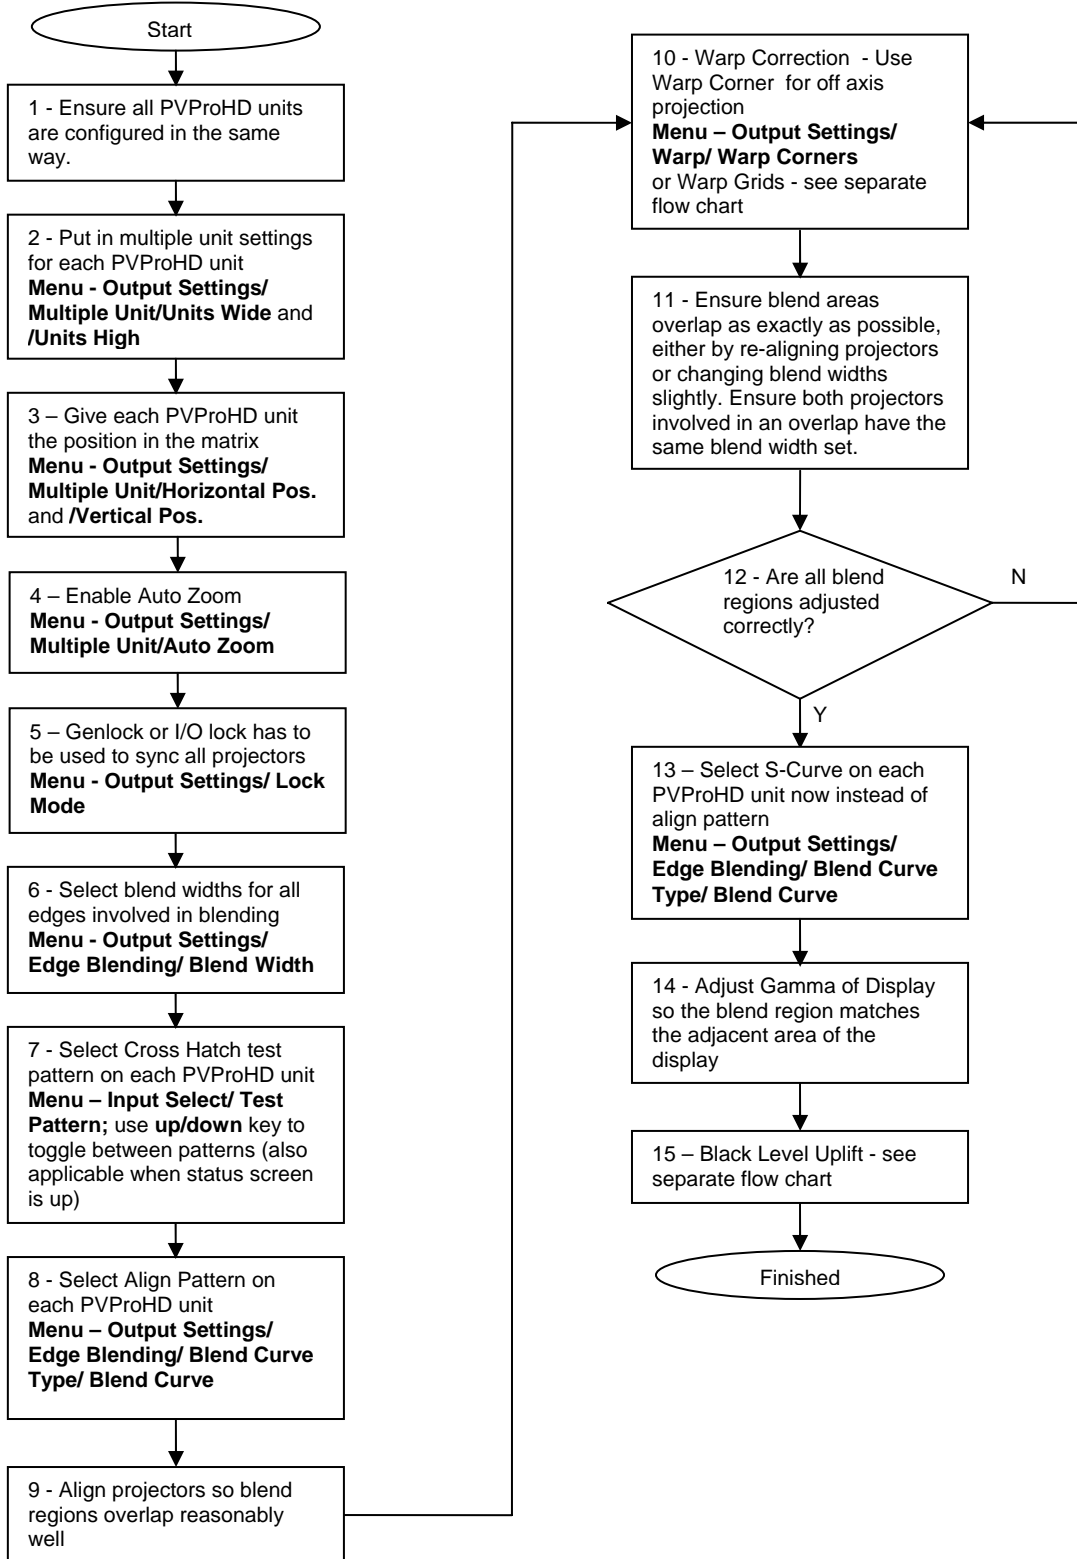 Start
1 - Ensure all PVProHD units
are configured in the same
way.
2 - Put in multiple unit settings
for each PVProHD unit
Menu - Output Settings/
Multiple Unit/Units Wide and
/Units High
3 – Give each PVProHD unit
the position in the matrix
Menu - Output Settings/
Multiple Unit/Horizontal Pos.
and /Vertical Pos.
4 – Enable Auto Zoom
Menu - Output Settings/
Multiple Unit/Auto Zoom
5 – Genlock or I/O lock has to
be used to sync all projectors
Menu - Output Settings/ Lock
Mode
6 - Select blend widths for all
edges involved in blending
Menu - Output Settings/
Edge Blending/ Blend Width
7 - Select Cross Hatch test
pattern on each PVProHD unit
Menu – Input Select/ Test
Pattern; use up/down key to
toggle between patterns (also
applicable when status screen
is up)
8 - Select Align Pattern on
each PVProHD unit
Menu – Output Settings/
Edge Blending/ Blend Curve
Type/ Blend Curve
9 - Align projectors so blend
regions overlap reasonably
well
10 - Warp Correction  - Use
Warp Corner  for off axis
projection
Menu – Output Settings/
Warp/ Warp Corners
or Warp Grids - see separate
flow chart
11 - Ensure blend areas
overlap as exactly as possible,
either by re-aligning projectors
or changing blend widths
slightly. Ensure both projectors
involved in an overlap have the
same blend width set.
12 - Are all blend
regions adjusted
correctly?
N
Y
13 – Select S-Curve on each
PVProHD unit now instead of
align pattern
Menu – Output Settings/
Edge Blending/ Blend Curve
Type/ Blend Curve
14 - Adjust Gamma of Display
so the blend region matches
the adjacent area of the
display
15 – Black Level Uplift - see
separate flow chart
Finished